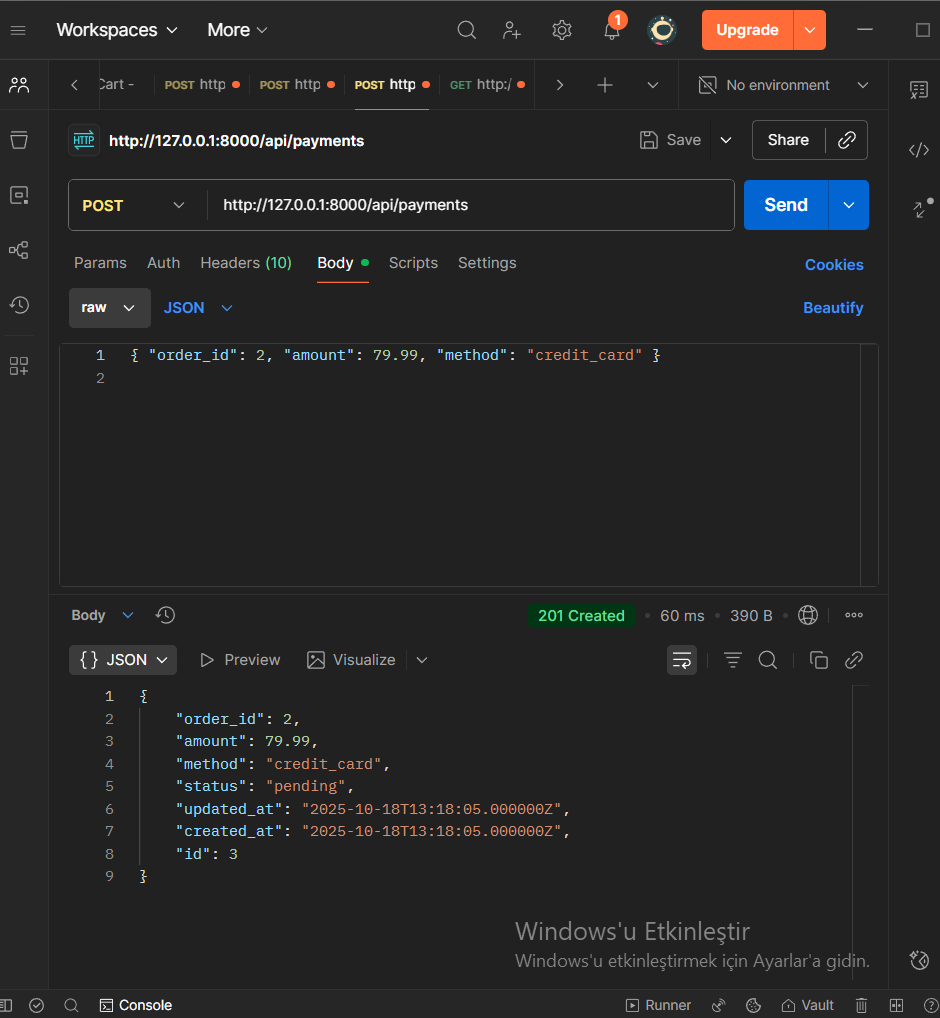 Workspaces More 1 Upgrade
Cart - POST http POST http POST http GET http:/ No environment
HTTP http://127.0.0.1:8000/api/payments Save Share
POST http://127.0.0.1:8000/api/payments Send
Params Auth Headers (10) Body Scripts Settings Cookies
raw JSON Beautify
1 { "order_id": 2, "amount": 79.99, "method": "credit_card" }
2
Body 201 Created 60 ms 390 B
{} JSON Preview Visualize
1 {
2 "order_id": 2,
3 "amount": 79.99,
4 "method": "credit_card",
5 "status": "pending",
6 "updated_at": "2025-10-18T13:18:05.000000Z",
7 "created_at": "2025-10-18T13:18:05.000000Z",
8 "id": 3
9 }
Windows'u Etkinleştir
Windows'u etkinleştirmek için Ayarlar'a gidin.
Console Runner Vault